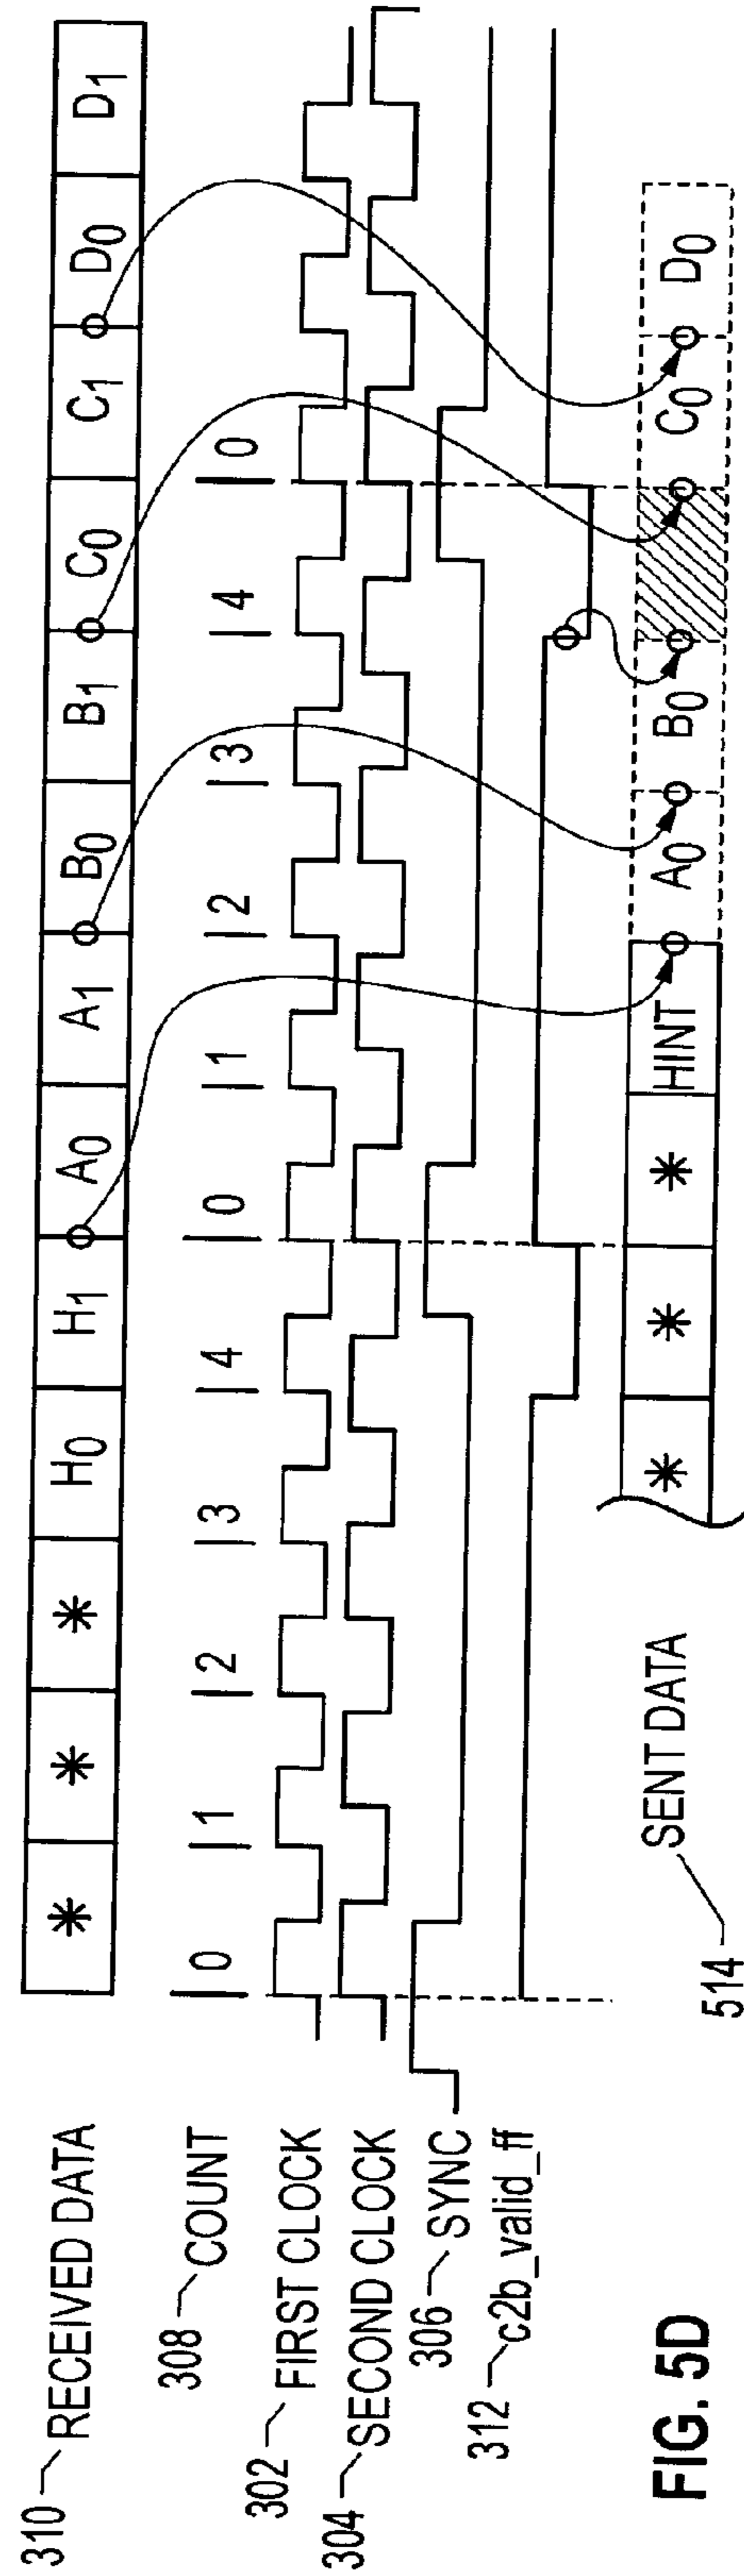 310 RECEIVED DATA * * * H0 H1 A0 A1 B0 B1 C0 C1 D0 D1
308 COUNT |0 |1 |2 |3 |4 |0 |1 |2 |3 |4 |0
302 FIRST CLOCK
304 SECOND CLOCK
306 SYNC
312 c2b_valid_ff
514 SENT DATA * * * HINT A0 B0 C0 D0
FIG. 5D